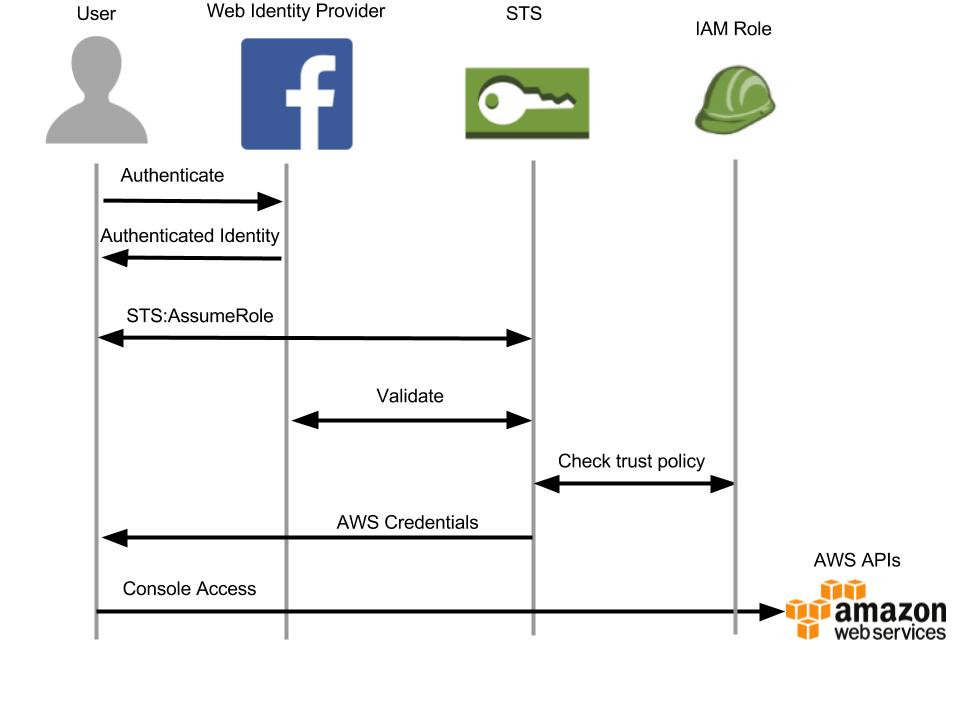 User
Web Identity Provider
STS
IAM Role
Authenticate
Authenticated Identity
STS:AssumeRole
Validate
Check trust policy
AWS Credentials
AWS APIs
Console Access
amazon
webservices